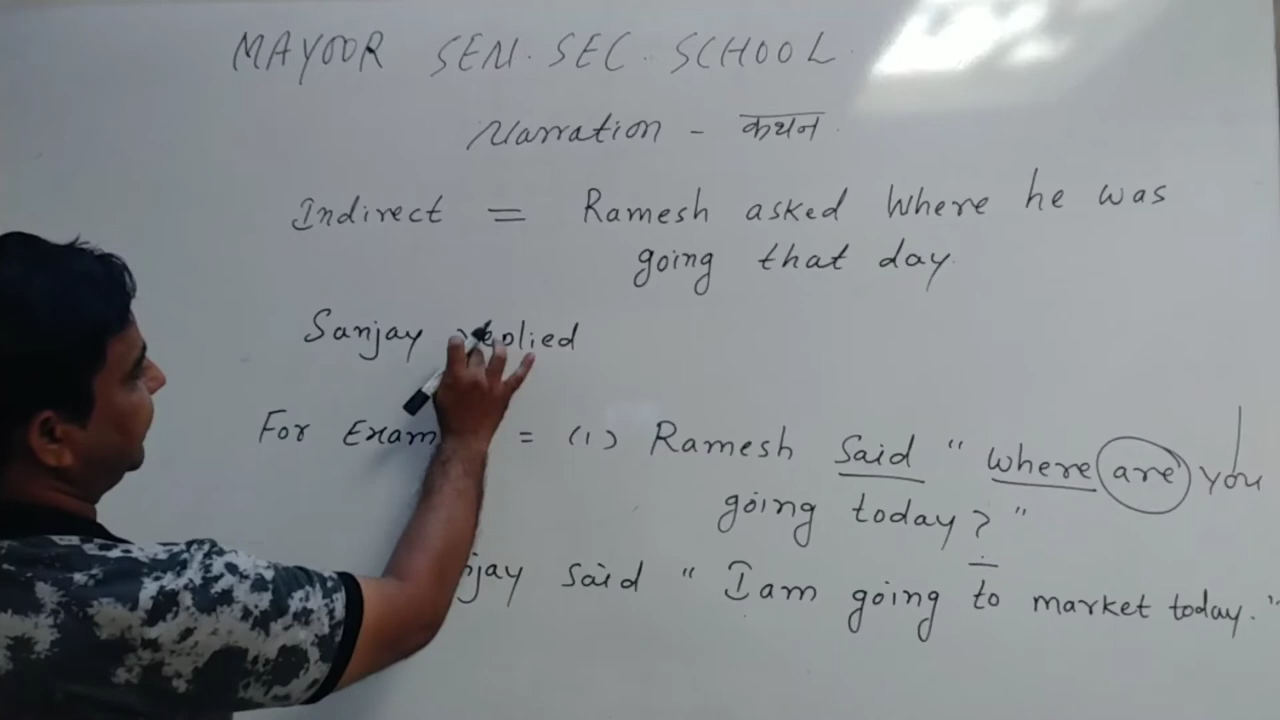 MAYOOR SEN. SEC. SCHOOL
Narration - कथन
Indirect = Ramesh asked where he was
going that day.
Sanjay replied
For Exam = (1) Ramesh Said “ where are you
going today? ”
jay said “ I am going to market today. ”